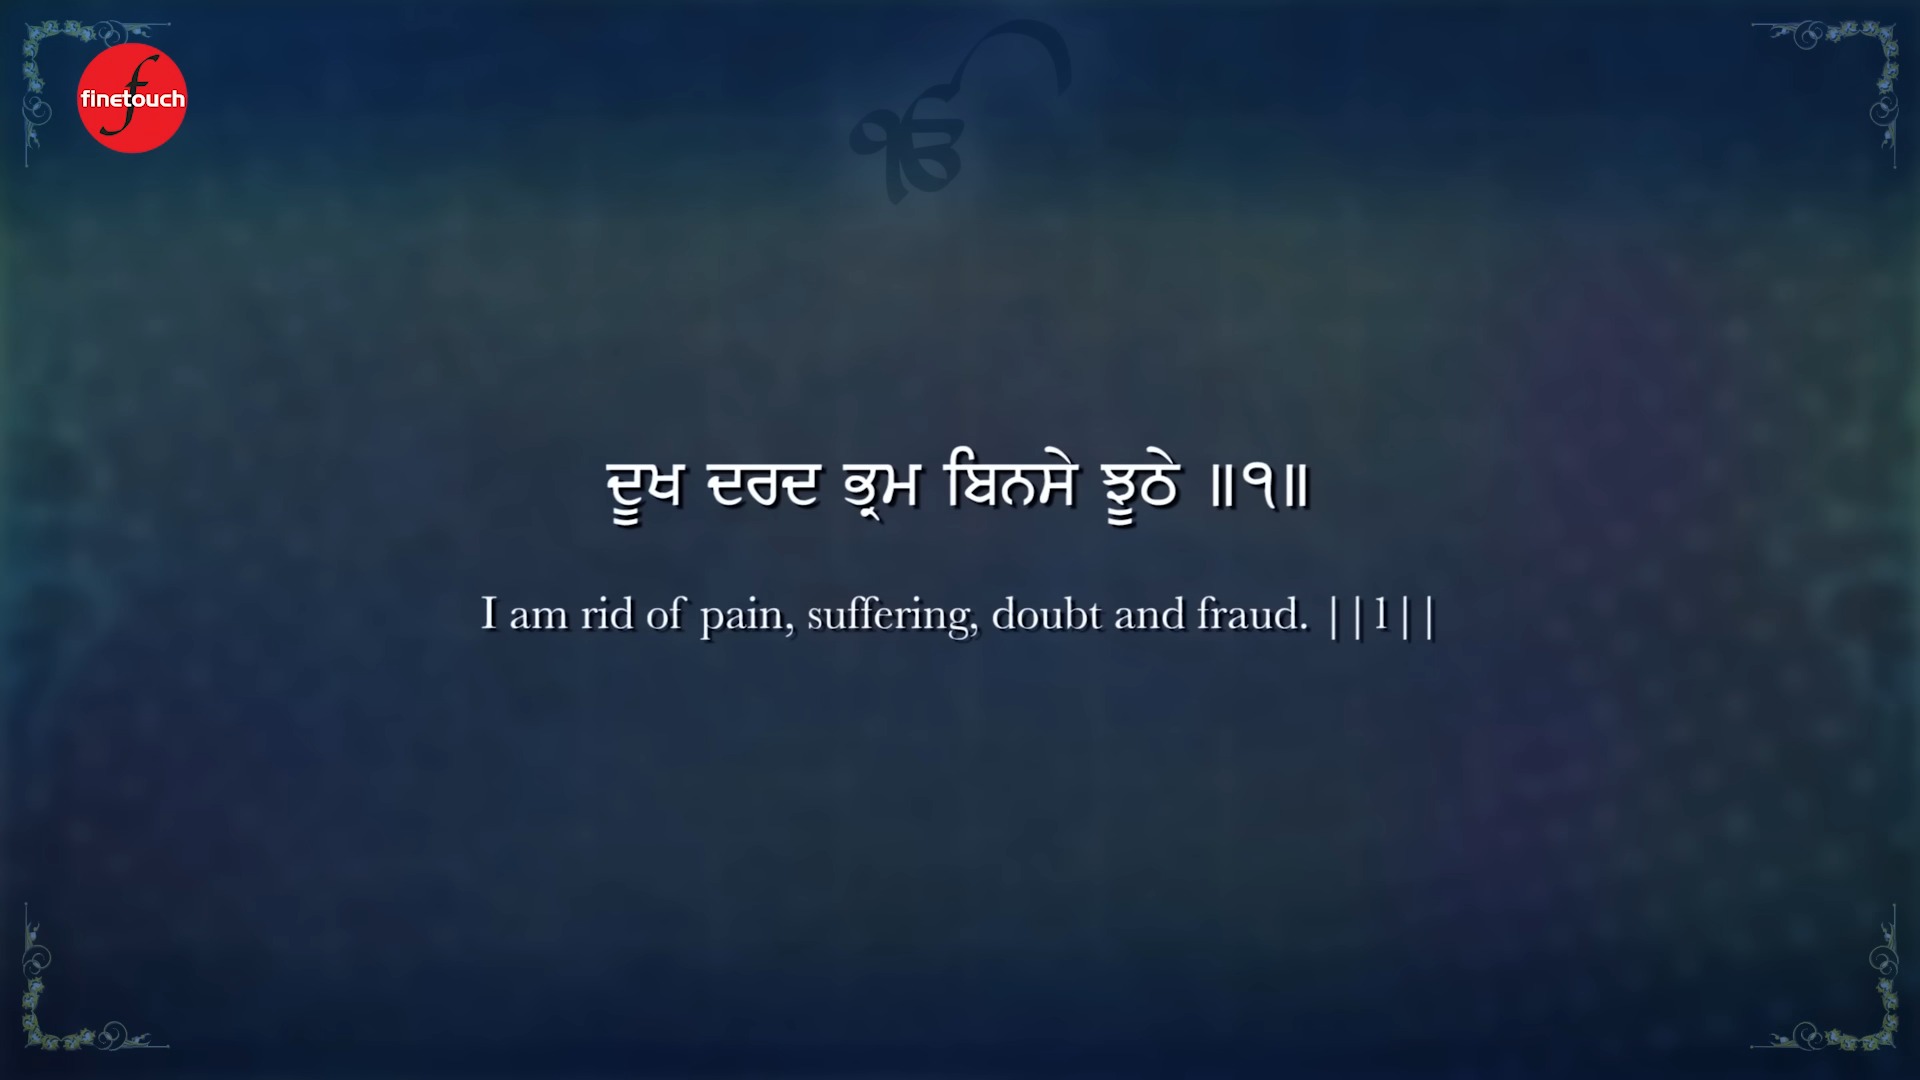 finetouch
ੴ
ਦੂਖ ਦਰਦ ਭ੍ਰਮ ਬਿਨਸੇ ਝੂਠੇ ॥੧॥
I am rid of pain, suffering, doubt and fraud. ||1||